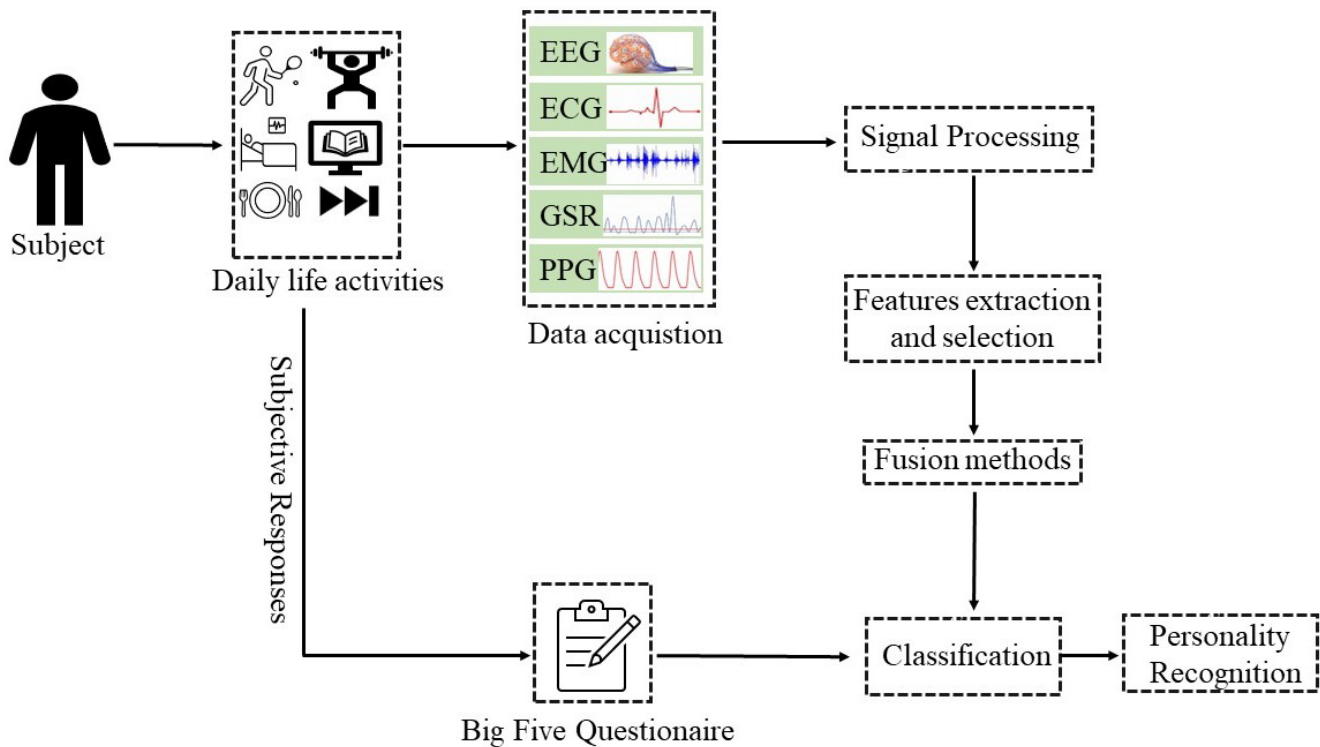 Subject
Daily life activities
EEG
ECG
EMG
GSR
PPG
Data acquistion
Signal Processing
Features extraction
and selection
Fusion methods
Subjective Responses
Big Five Questionaire
Classification
Personality
Recognition